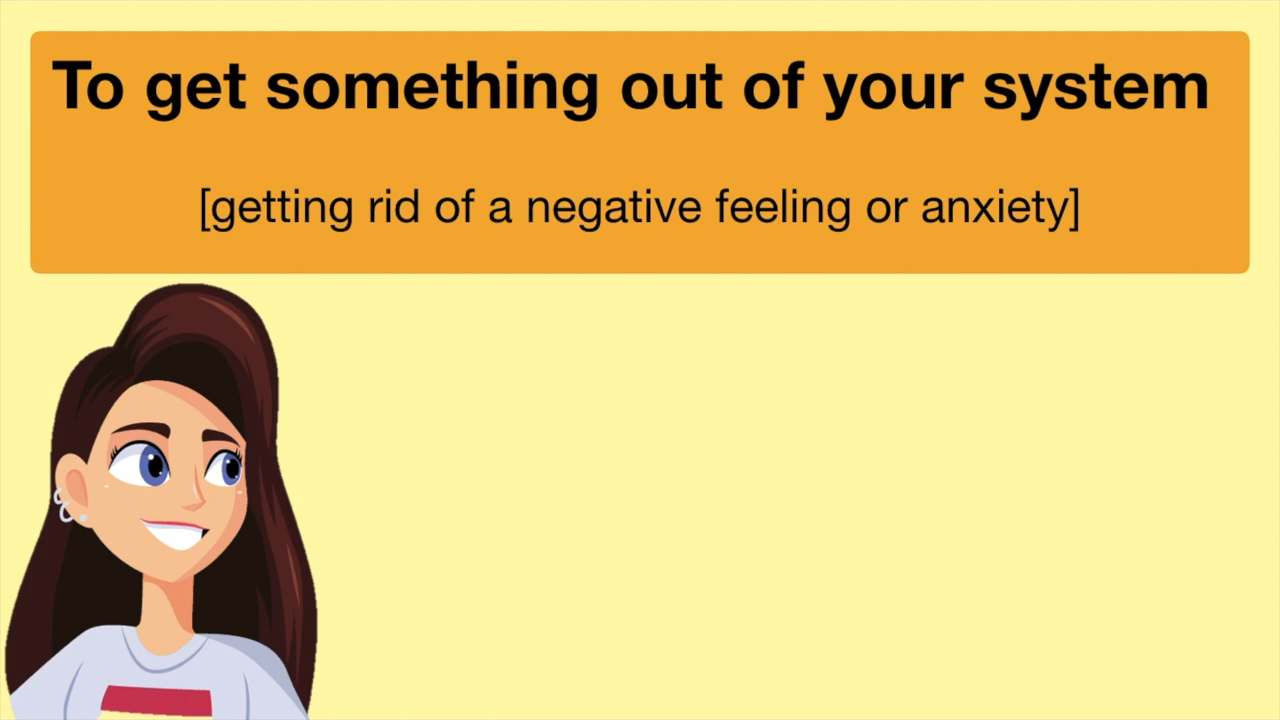 To get something out of your system
[getting rid of a negative feeling or anxiety]